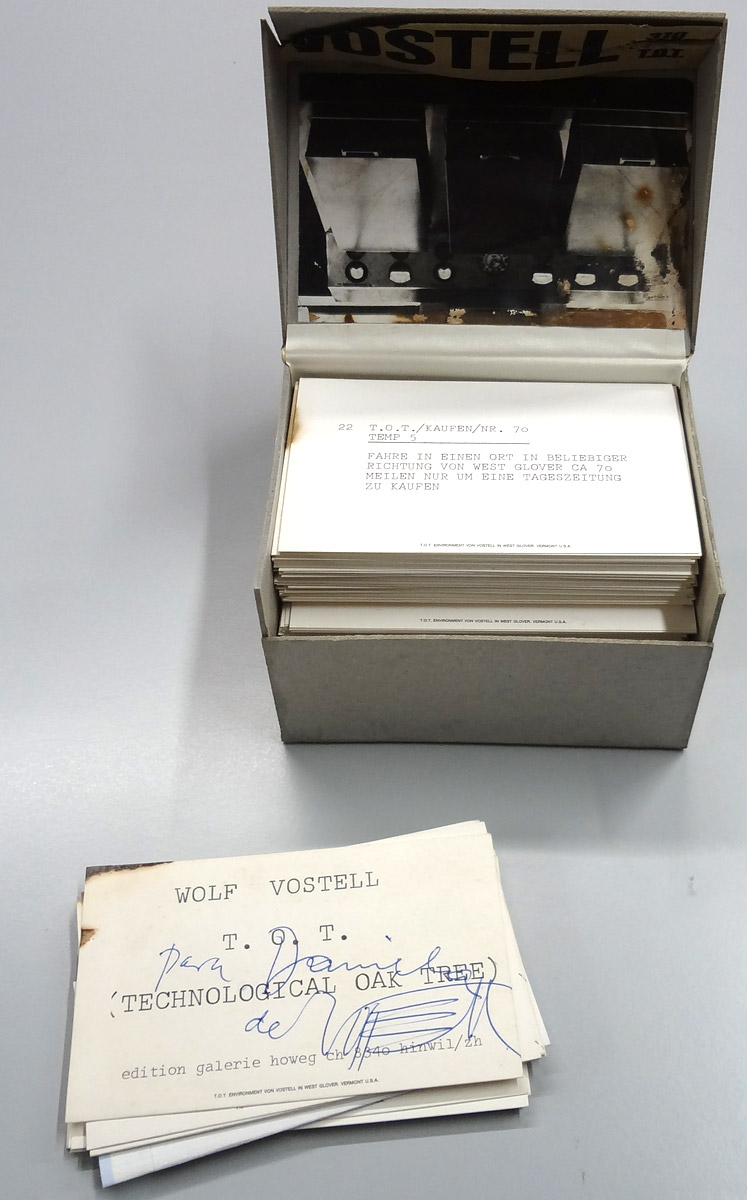 VOSTELL
T.O.T.
22 T.O.T./KAUFEN/NR. 7o
TEMP 5
FAHRE IN EINEN ORT IN BELIEBIGER
RICHTUNG VON WEST GLOVER CA 7o
MEILEN NUR UM EINE TAGESZEITUNG
ZU KAUFEN
T.O.T. ENVIRONMENT VON VOSTELL IN WEST GLOVER, VERMONT U.S.A.
T.O.T. ENVIRONMENT VON VOSTELL IN WEST GLOVER, VERMONT U.S.A.
WOLF VOSTELL
T. O. T.
para Daniel
(TECHNOLOGICAL OAK TREE)
de
edition galerie howeg ch 834o hinwil/zh
T.O.T. ENVIRONMENT VON VOSTELL IN WEST GLOVER, VERMONT U.S.A.